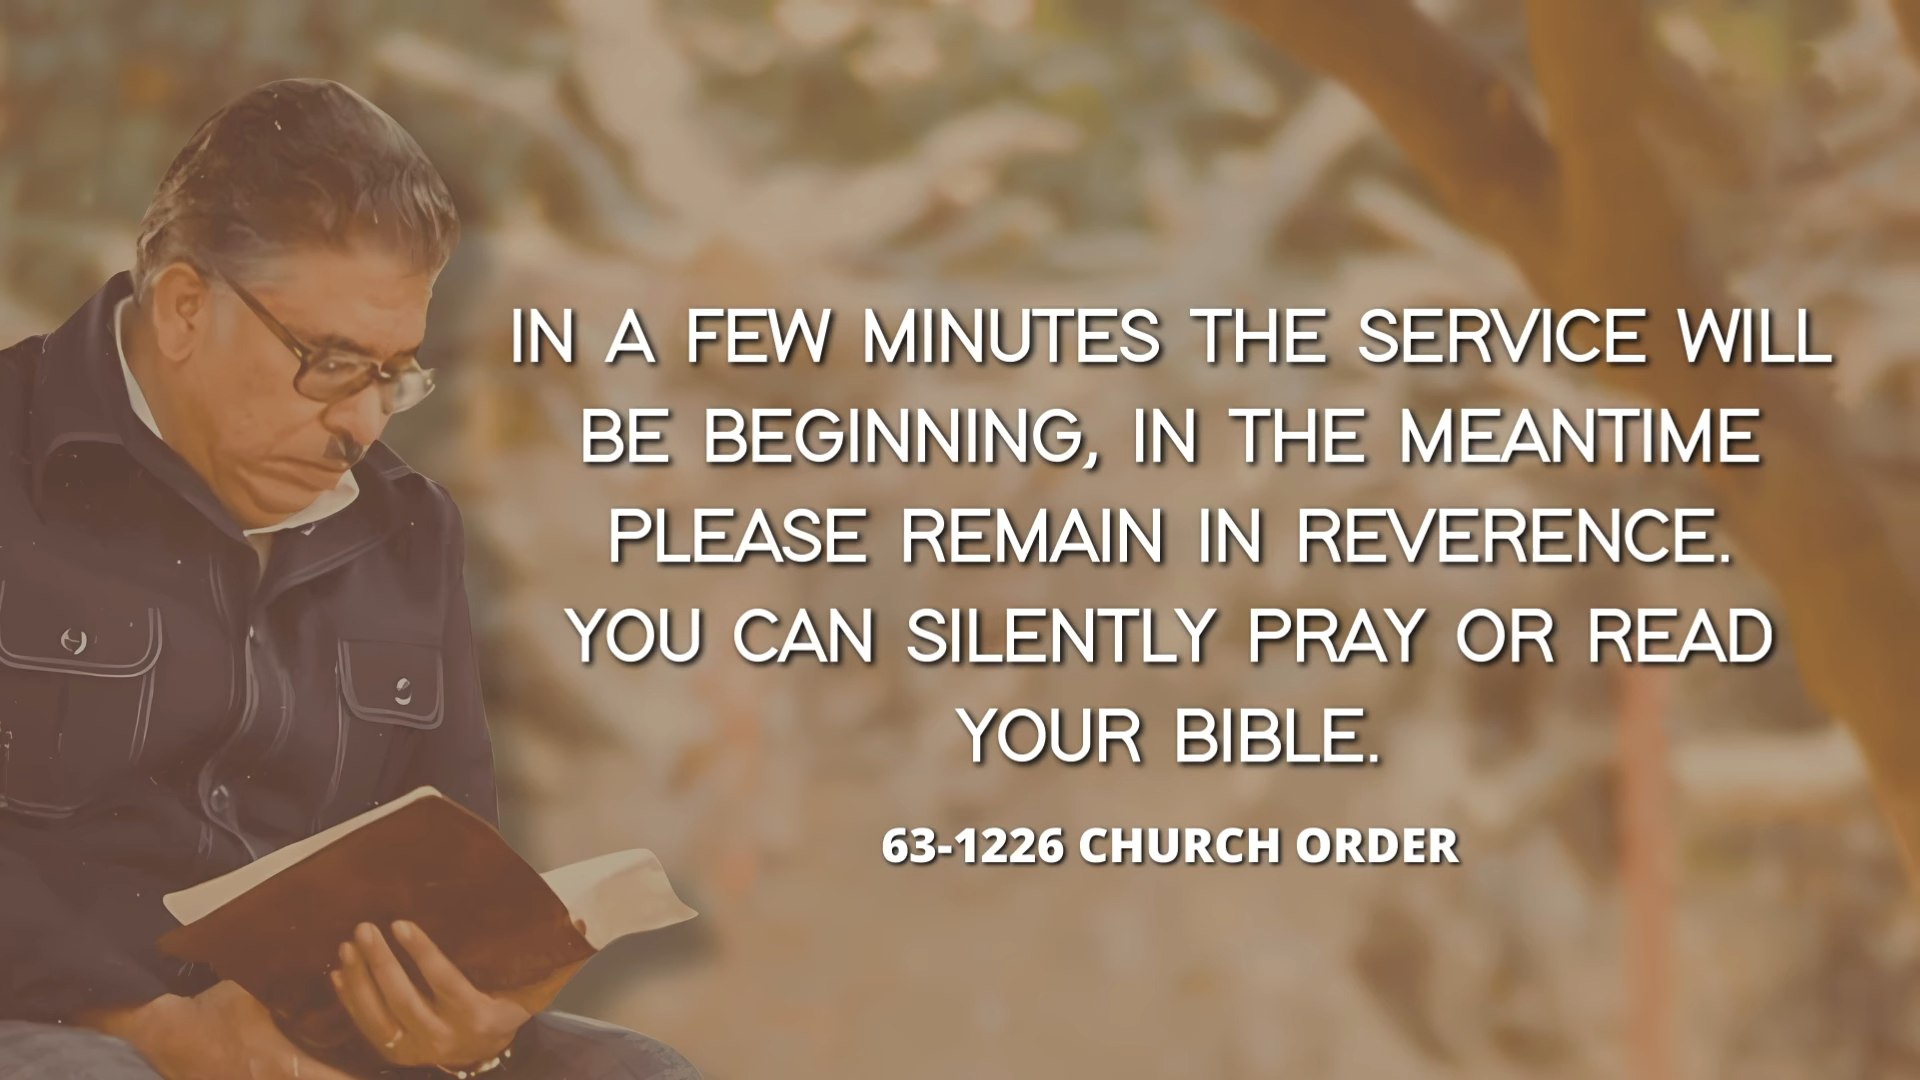 IN A FEW MINUTES THE SERVICE WILL
BE BEGINNING, IN THE MEANTIME
PLEASE REMAIN IN REVERENCE.
YOU CAN SILENTLY PRAY OR READ
YOUR BIBLE.
63-1226 CHURCH ORDER